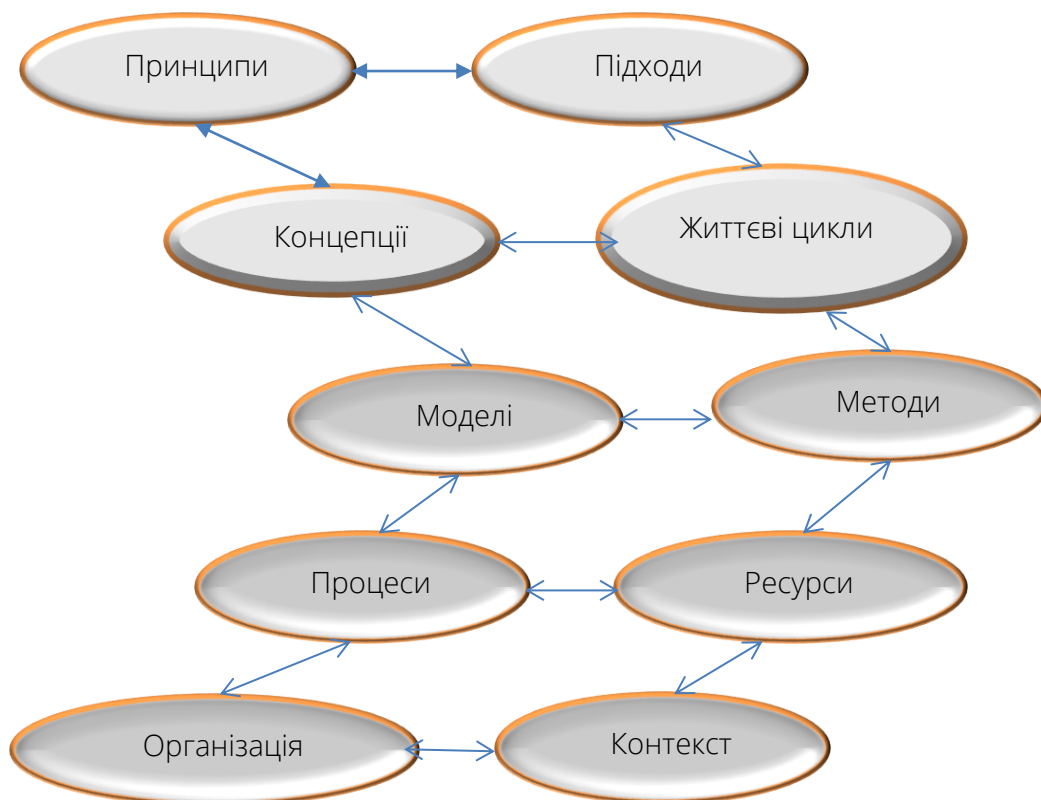 Принципи
Підходи
Концепції
Життєві цикли
Моделі
Методи
Процеси
Ресурси
Організація
Контекст